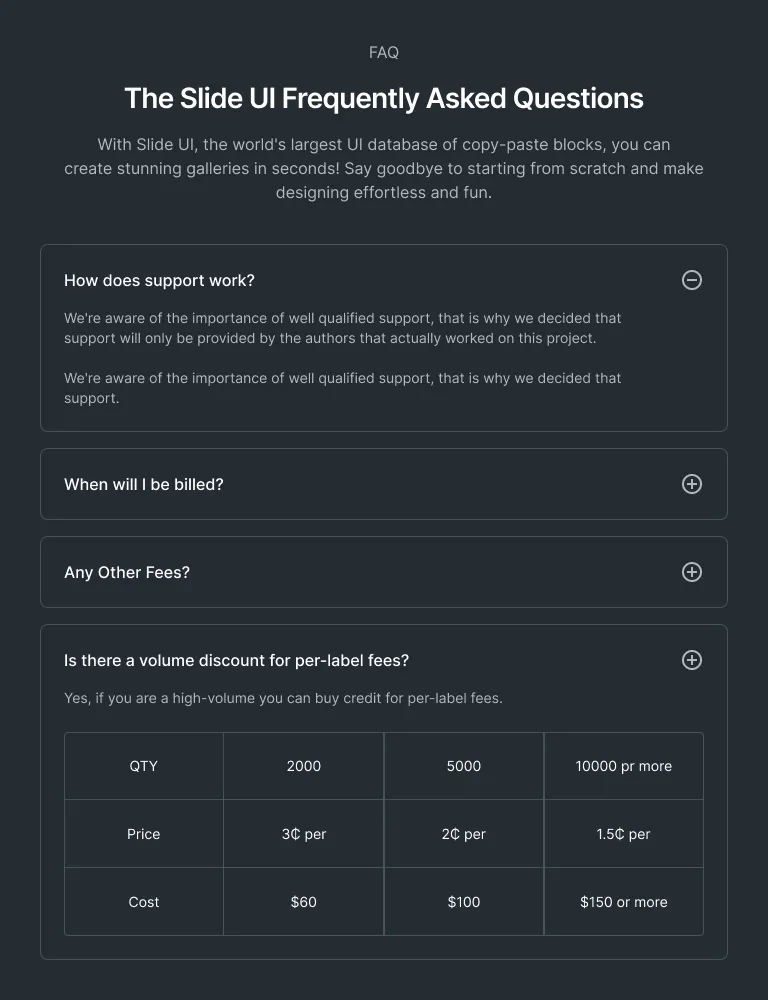 FAQ
The Slide UI Frequently Asked Questions
With Slide UI, the world's largest UI database of copy-paste blocks, you can
create stunning galleries in seconds! Say goodbye to starting from scratch and make
designing effortless and fun.
How does support work?
We're aware of the importance of well qualified support, that is why we decided that
support will only be provided by the authors that actually worked on this project.
We're aware of the importance of well qualified support, that is why we decided that
support.
When will I be billed?
Any Other Fees?
Is there a volume discount for per-label fees?
Yes, if you are a high-volume you can buy credit for per-label fees.
QTY 2000 5000 10000 pr more
Price 3₵ per 2₵ per 1.5₵ per
Cost $60 $100 $150 or more